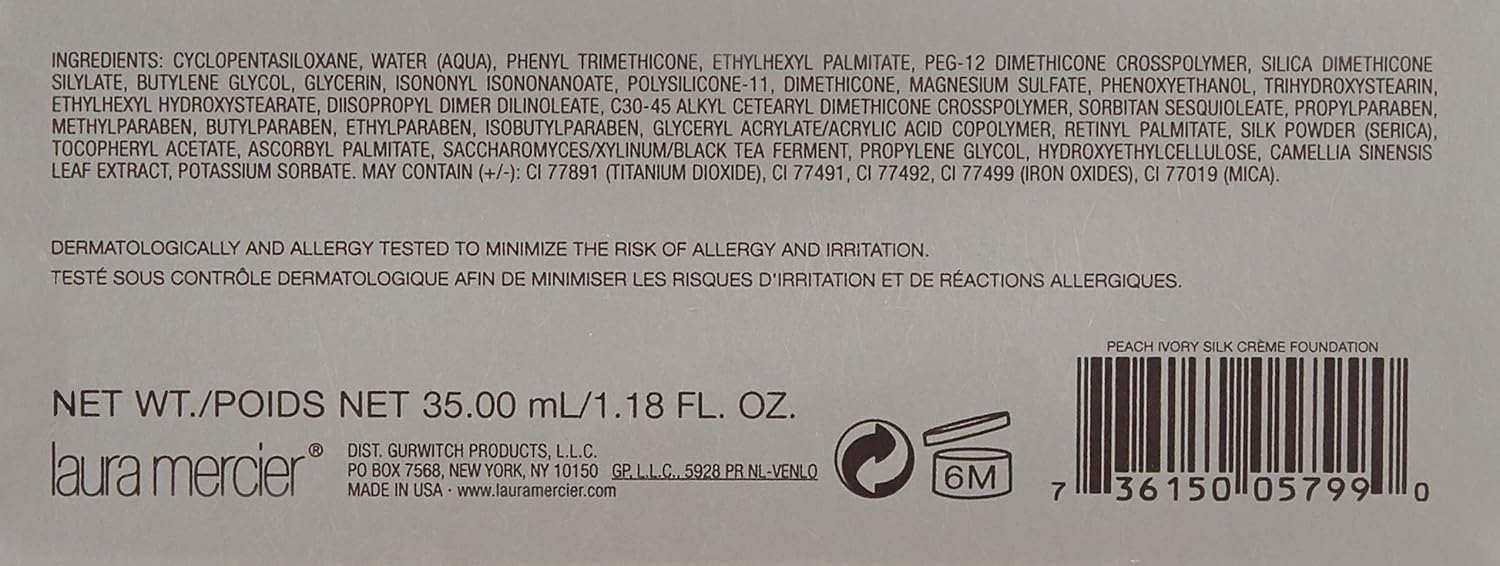 INGREDIENTS: CYCLOPENTASILOXANE, WATER (AQUA), PHENYL TRIMETHICONE, ETHYLHEXYL PALMITATE, PEG-12 DIMETHICONE CROSSPOLYMER, SILICA DIMETHICONE
SILYLATE, BUTYLENE GLYCOL, GLYCERIN, ISONONYL ISONONANOATE, POLYSILICONE-11, DIMETHICONE, MAGNESIUM SULFATE, PHENOXYETHANOL, TRIHYDROXYSTEARIN,
ETHYLHEXYL HYDROXYSTEARATE, DIISOPROPYL DIMER DILINOLEATE, C30-45 ALKYL CETEARYL DIMETHICONE CROSSPOLYMER, SORBITAN SESQUIOLEATE, PROPYLPARABEN,
METHYLPARABEN, BUTYLPARABEN, ETHYLPARABEN, ISOBUTYLPARABEN, GLYCERYL ACRYLATE/ACRYLIC ACID COPOLYMER, RETINYL PALMITATE, SILK POWDER (SERICA),
TOCOPHERYL ACETATE, ASCORBYL PALMITATE, SACCHAROMYCES/XYLINUM/BLACK TEA FERMENT, PROPYLENE GLYCOL, HYDROXYETHYLCELLULOSE, CAMELLIA SINENSIS
LEAF EXTRACT, POTASSIUM SORBATE. MAY CONTAIN (+/-): CI 77891 (TITANIUM DIOXIDE), CI 77491, CI 77492, CI 77499 (IRON OXIDES), CI 77019 (MICA).
DERMATOLOGICALLY AND ALLERGY TESTED TO MINIMIZE THE RISK OF ALLERGY AND IRRITATION.
TESTÉ SOUS CONTRÔLE DERMATOLOGIQUE AFIN DE MINIMISER LES RISQUES D'IRRITATION ET DE RÉACTIONS ALLERGIQUES.
NET WT./POIDS NET 35.00 mL/1.18 FL. OZ.
laura mercier®
DIST. GURWITCH PRODUCTS, L.L.C.
PO BOX 7568, NEW YORK, NY 10150 GP, L.L.C., 5928 PR NL-VENLO
MADE IN USA · www.lauramercier.com
6M
PEACH IVORY SILK CRÈME FOUNDATION
7 36150 05799 0